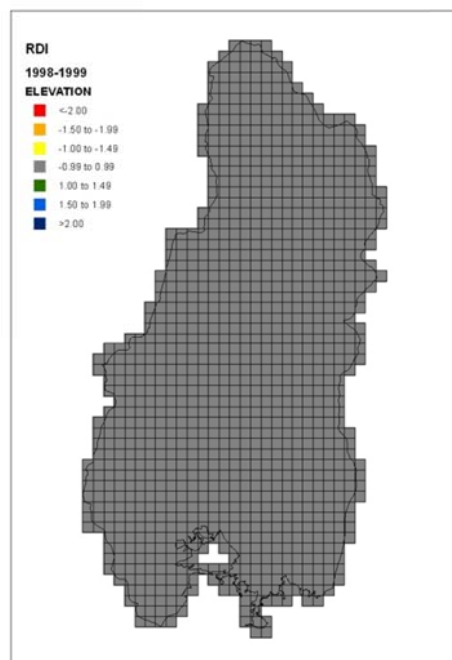 RDI
1998-1999
ELEVATION
<-2.00
-1.50 to -1.99
-1.00 to -1.49
-0.99 to 0.99
1.00 to 1.49
1.50 to 1.99
>2.00